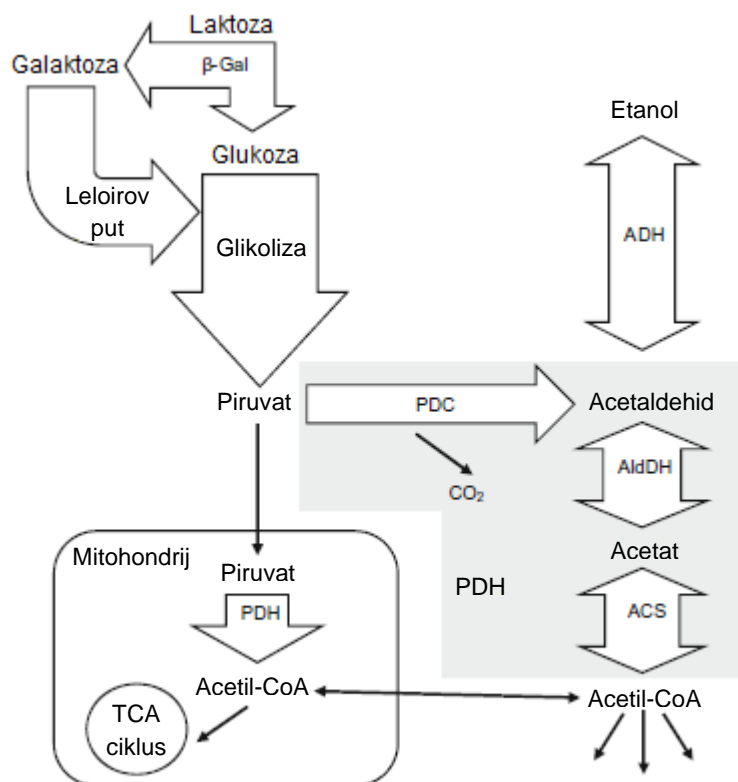 Laktoza
Galaktoza
β-Gal
Etanol
Glukoza
Leloirov
put
ADH
Glikoliza
Piruvat
PDC
Acetaldehid
CO₂
AldDH
Mitohondrij
Piruvat
Acetat
PDH
PDH
ACS
Acetil-CoA
Acetil-CoA
TCA
ciklus